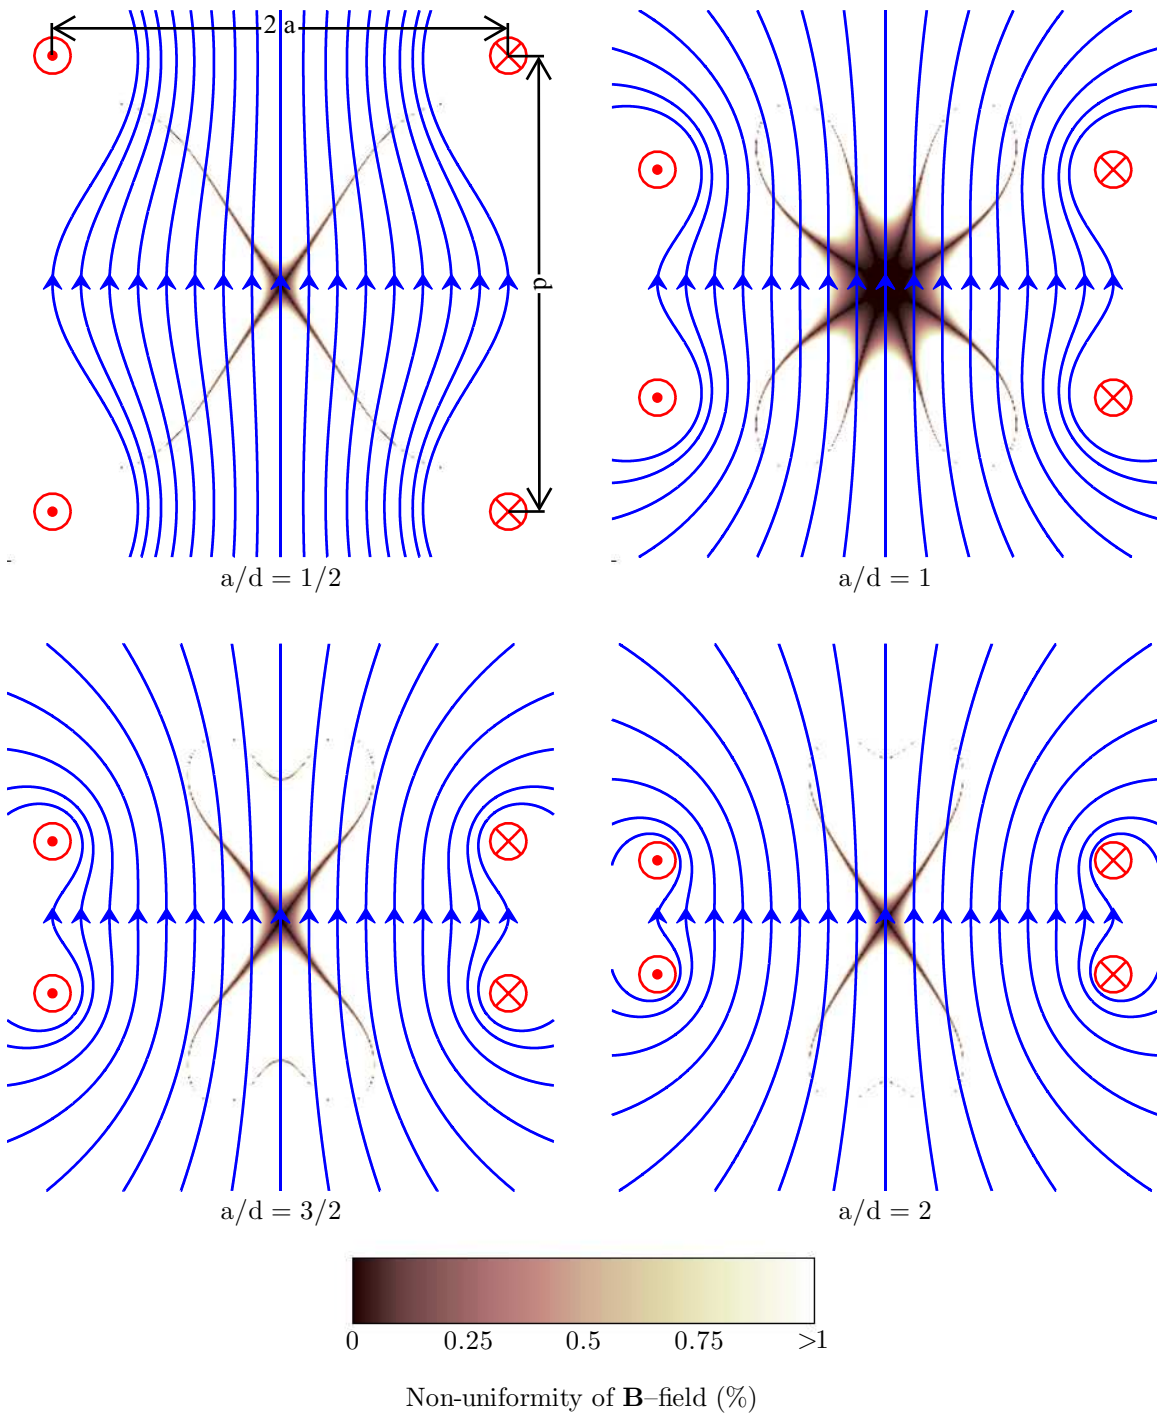 2 a
d
a/d = 1/2
a/d = 1
a/d = 3/2
a/d = 2
0 0.25 0.5 0.75 >1
Non-uniformity of B–field (%)